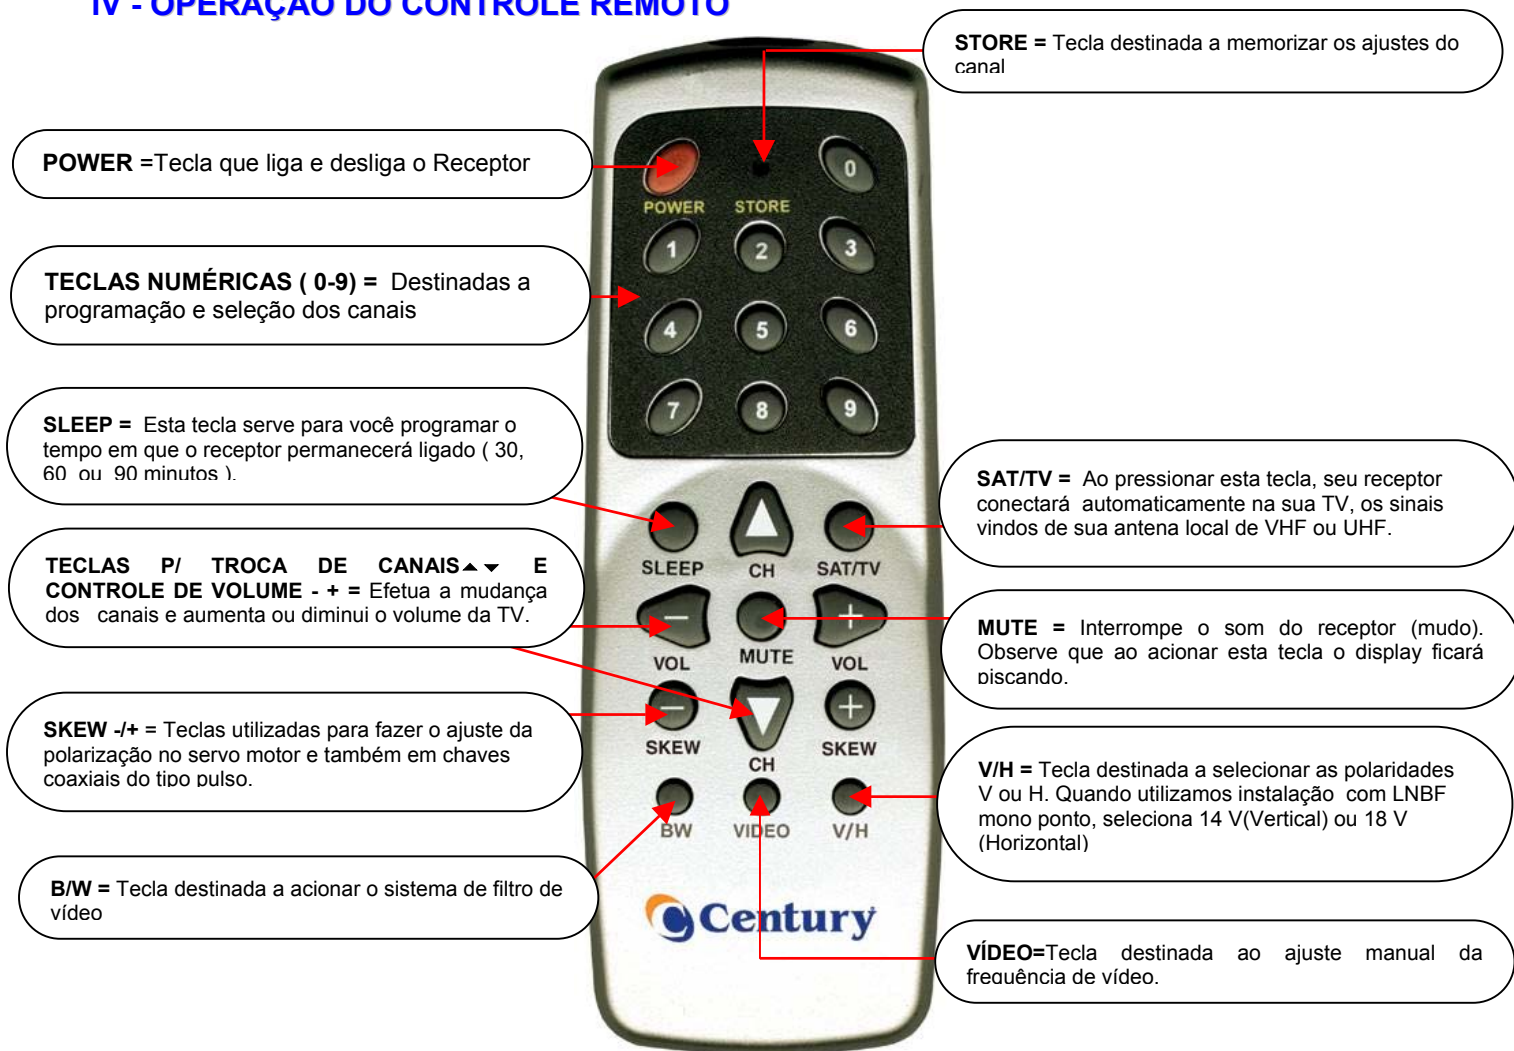 IV - OPERAÇÃO DO CONTROLE REMOTO
STORE = Tecla destinada a memorizar os ajustes do
canal
POWER =Tecla que liga e desliga o Receptor
TECLAS NUMÉRICAS ( 0-9) = Destinadas a
programação e seleção dos canais
SLEEP = Esta tecla serve para você programar o
tempo em que o receptor permanecerá ligado ( 30,
60 ou 90 minutos ).
TECLAS P/ TROCA DE CANAIS▲ ▼ E
CONTROLE DE VOLUME - + = Efetua a mudança
dos canais e aumenta ou diminui o volume da TV.
SKEW -/+ = Teclas utilizadas para fazer o ajuste da
polarização no servo motor e também em chaves
coaxiais do tipo pulso.
B/W = Tecla destinada a acionar o sistema de filtro de
vídeo
0
POWER STORE
1 2 3
4 5 6
7 8 9
SLEEP CH SAT/TV
− +
VOL MUTE VOL
− +
SKEW CH SKEW
BW VIDEO V/H
Century
SAT/TV = Ao pressionar esta tecla, seu receptor
conectará automaticamente na sua TV, os sinais
vindos de sua antena local de VHF ou UHF.
MUTE = Interrompe o som do receptor (mudo).
Observe que ao acionar esta tecla o display ficará
piscando.
V/H = Tecla destinada a selecionar as polaridades
V ou H. Quando utilizamos instalação com LNBF
mono ponto, seleciona 14 V(Vertical) ou 18 V
(Horizontal)
VÍDEO=Tecla destinada ao ajuste manual da
frequência de vídeo.